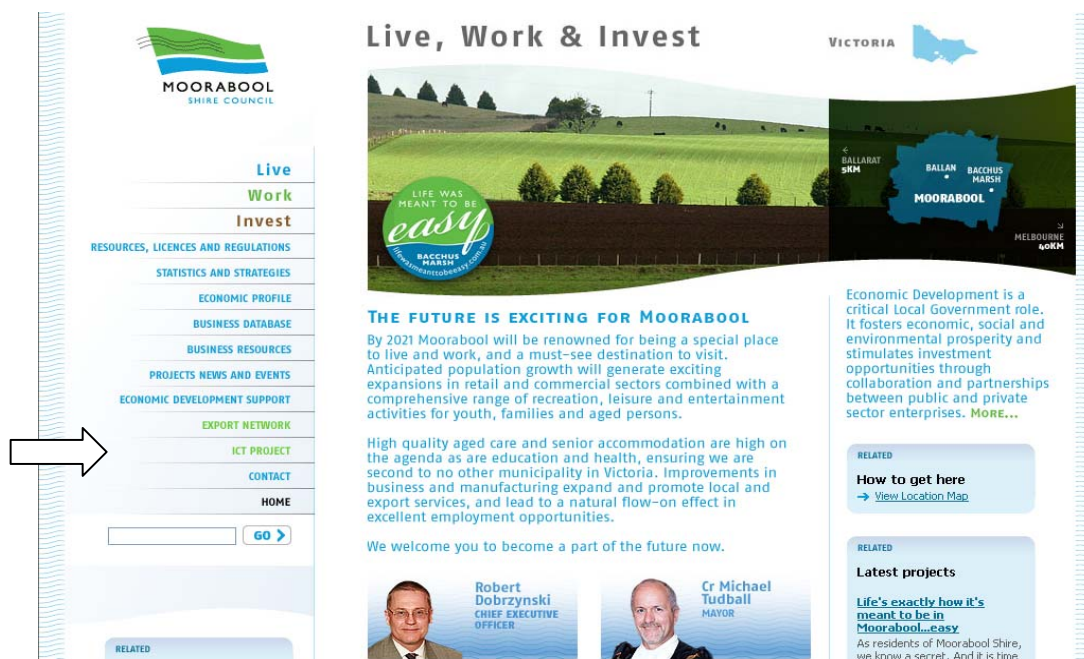 MOORABOOL
SHIRE COUNCIL
Live, Work & Invest
VICTORIA
Live
Work
Invest
RESOURCES, LICENCES AND REGULATIONS
STATISTICS AND STRATEGIES
ECONOMIC PROFILE
BUSINESS DATABASE
BUSINESS RESOURCES
PROJECTS NEWS AND EVENTS
ECONOMIC DEVELOPMENT SUPPORT
EXPORT NETWORK
ICT PROJECT
CONTACT
HOME
GO
RELATED
LIFE WAS
MEANT TO BE
easy
BACCHUS
MARSH
lifewasmeanttobeeasy.com.au
BALLARAT
5KM
BALLAN
BACCHUS
MARSH
MOORABOOL
MELBOURNE
40KM
THE FUTURE IS EXCITING FOR MOORABOOL
By 2021 Moorabool will be renowned for being a special place
to live and work, and a must-see destination to visit.
Anticipated population growth will generate exciting
expansions in retail and commercial sectors combined with a
comprehensive range of recreation, leisure and entertainment
activities for youth, families and aged persons.
High quality aged care and senior accommodation are high on
the agenda as are education and health, ensuring we are
second to no other municipality in Victoria. Improvements in
business and manufacturing expand and promote local and
export services, and lead to a natural flow-on effect in
excellent employment opportunities.
We welcome you to become a part of the future now.
Robert
Dobrzynski
CHIEF EXECUTIVE
OFFICER
Cr Michael
Tudball
MAYOR
Economic Development is a
critical Local Government role.
It fosters economic, social and
environmental prosperity and
stimulates investment
opportunities through
collaboration and partnerships
between public and private
sector enterprises. MORE...
RELATED
How to get here
View Location Map
RELATED
Latest projects
Life's exactly how it's
meant to be in
Moorabool...easy
As residents of Moorabool Shire,
we know a secret. And it is time